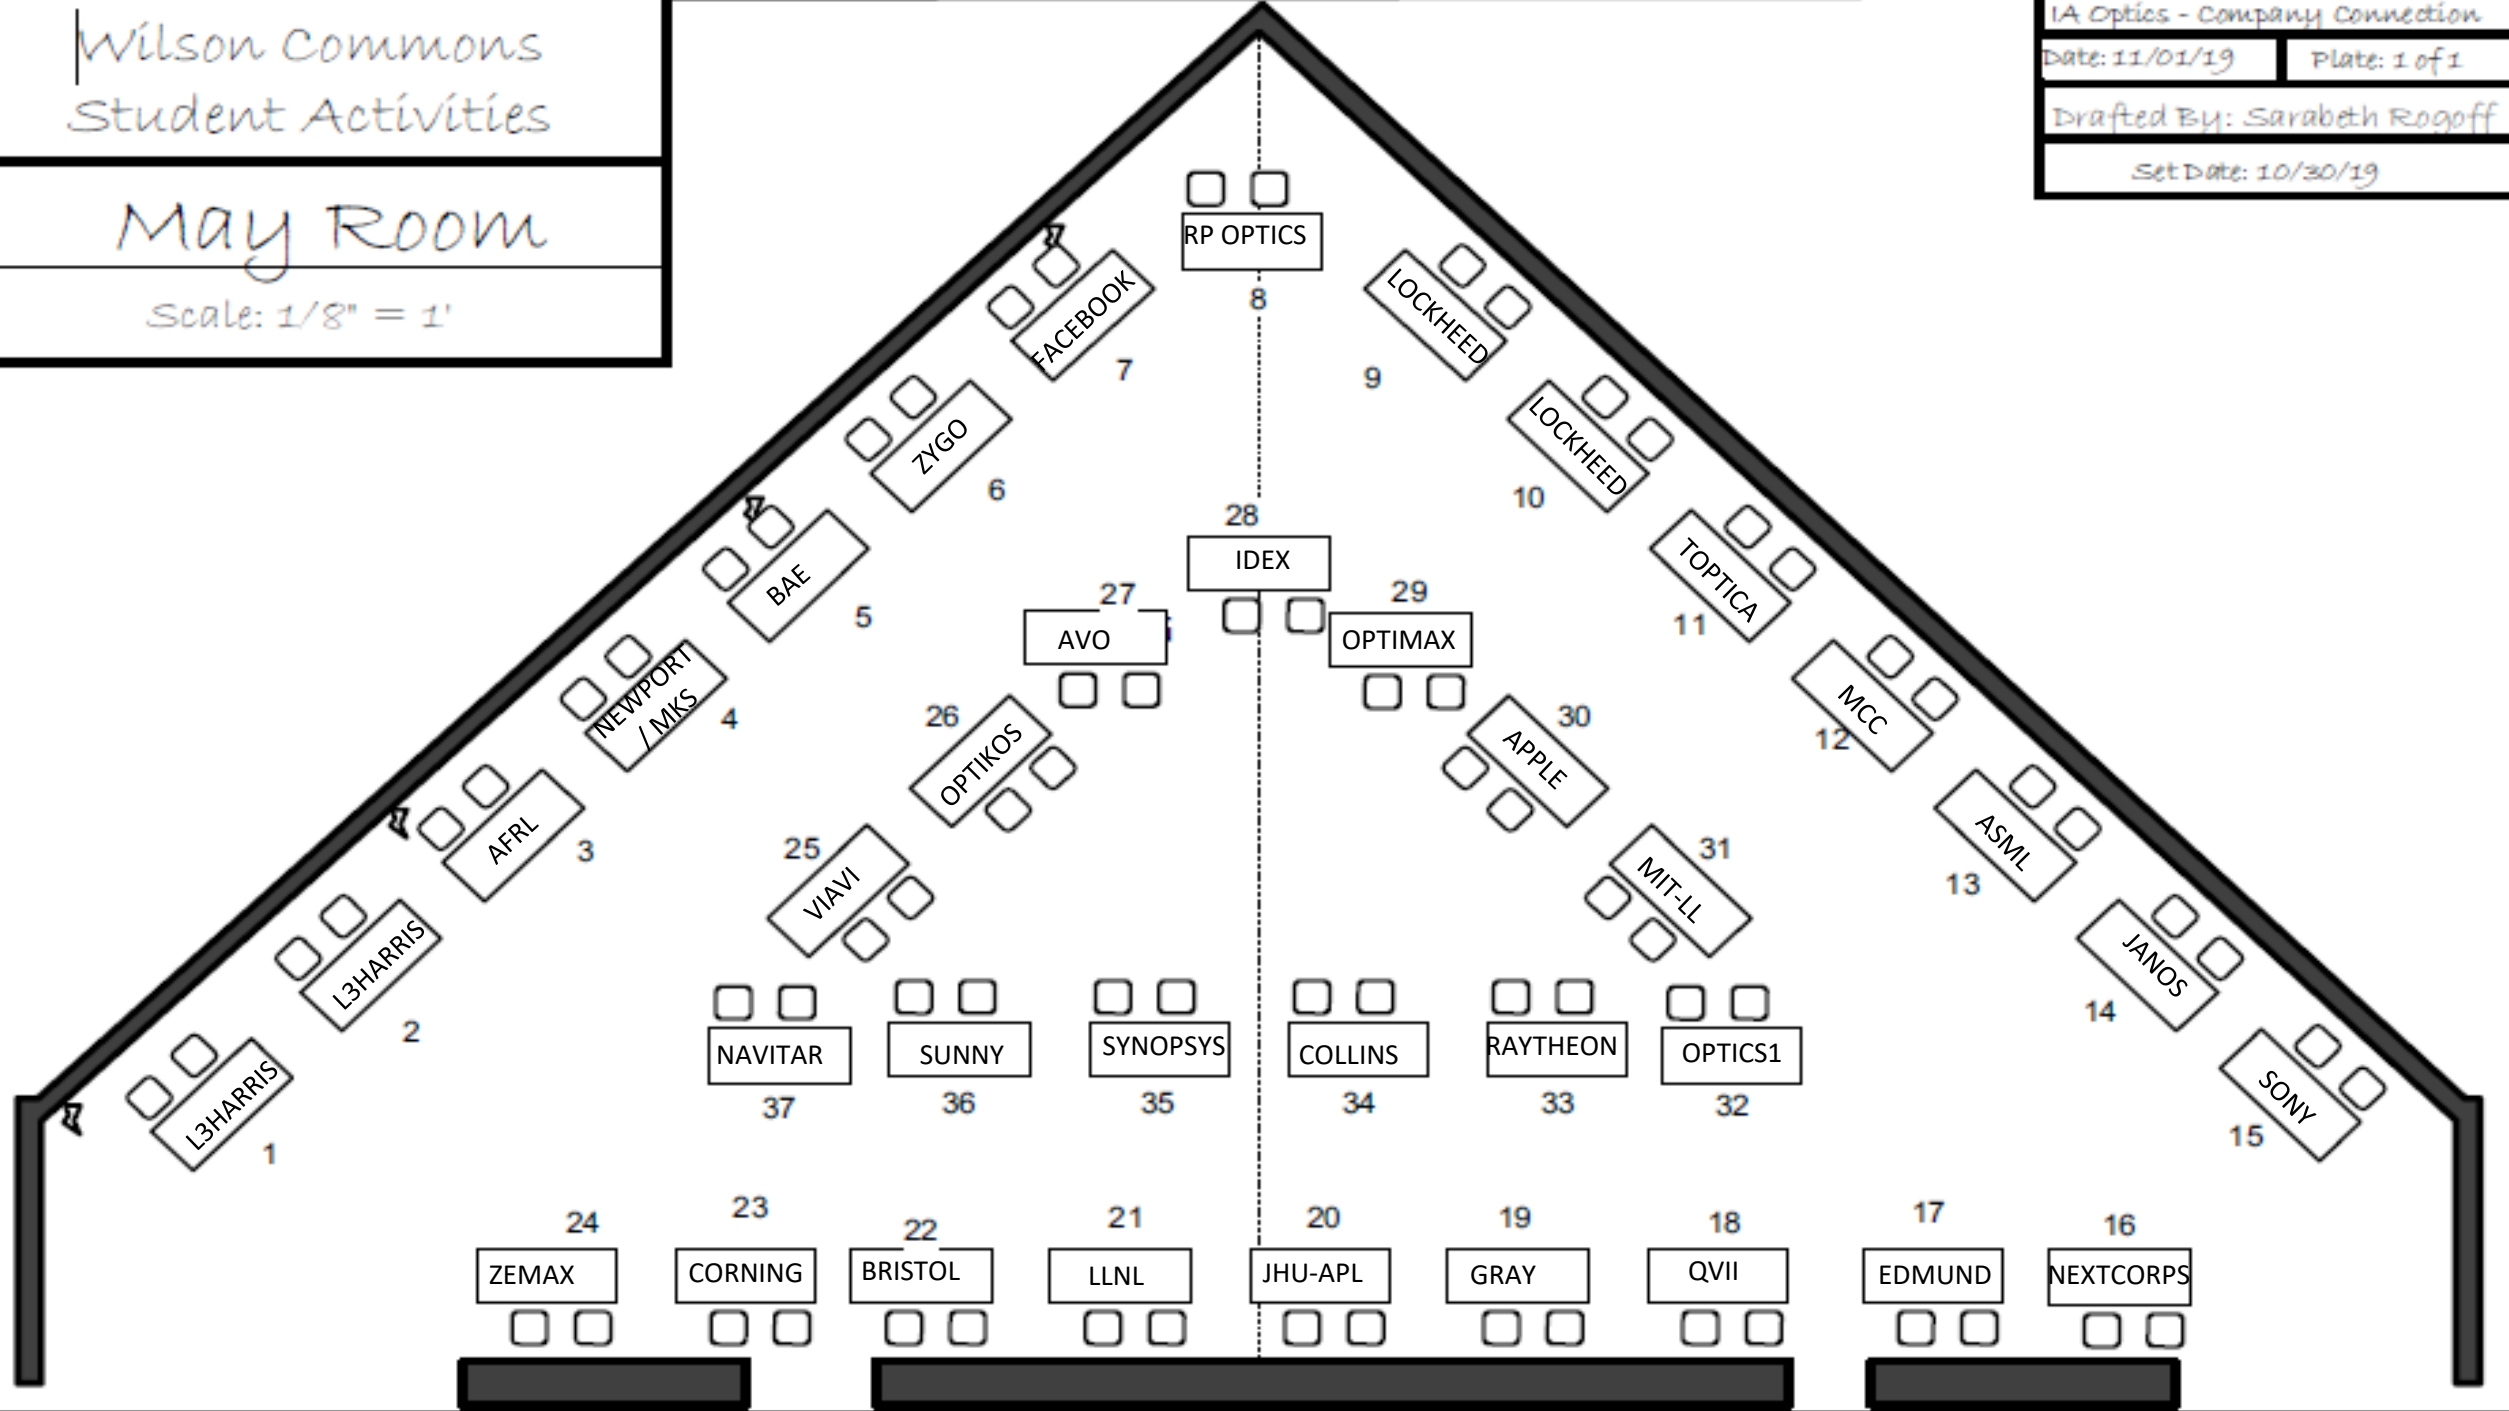 Wilson Commons
Student Activities
May Room
Scale: 1/8" = 1'
IA Optics - Company Connection
Date: 11/01/19
Plate: 1 of 1
Drafted By: Sarabeth Rogoff
Set Date: 10/30/19
RP OPTICS
8
FACEBOOK
7
LOCKHEED
9
ZYGO
6
LOCKHEED
10
28
IDEX
BAE
5
TOPTICA
11
27
AVO
29
OPTIMAX
NEWPORT
/ MKS
4
MCC
12
26
OPTIKOS
30
APPLE
AFRL
3
ASML
13
25
VIAVI
31
MIT-LL
L3HARRIS
2
JANOS
14
NAVITAR
37
SUNNY
36
SYNOPSYS
35
COLLINS
34
RAYTHEON
33
OPTICS1
32
L3HARRIS
1
SONY
15
24
ZEMAX
23
CORNING
22
BRISTOL
21
LLNL
20
JHU-APL
19
GRAY
18
QVII
17
EDMUND
16
NEXTCORPS